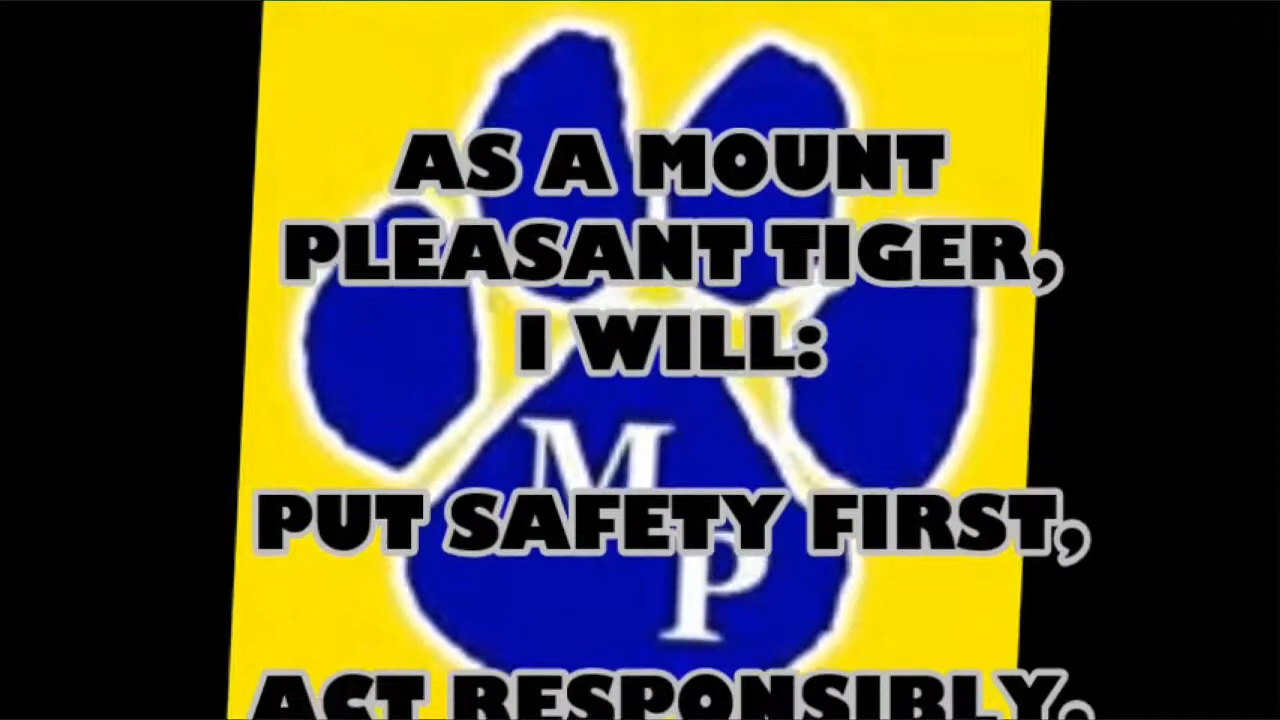 AS A MOUNT
PLEASANT TIGER,
I WILL:
M
PUT SAFETY FIRST,
P
ACT RESPONSIBLY,